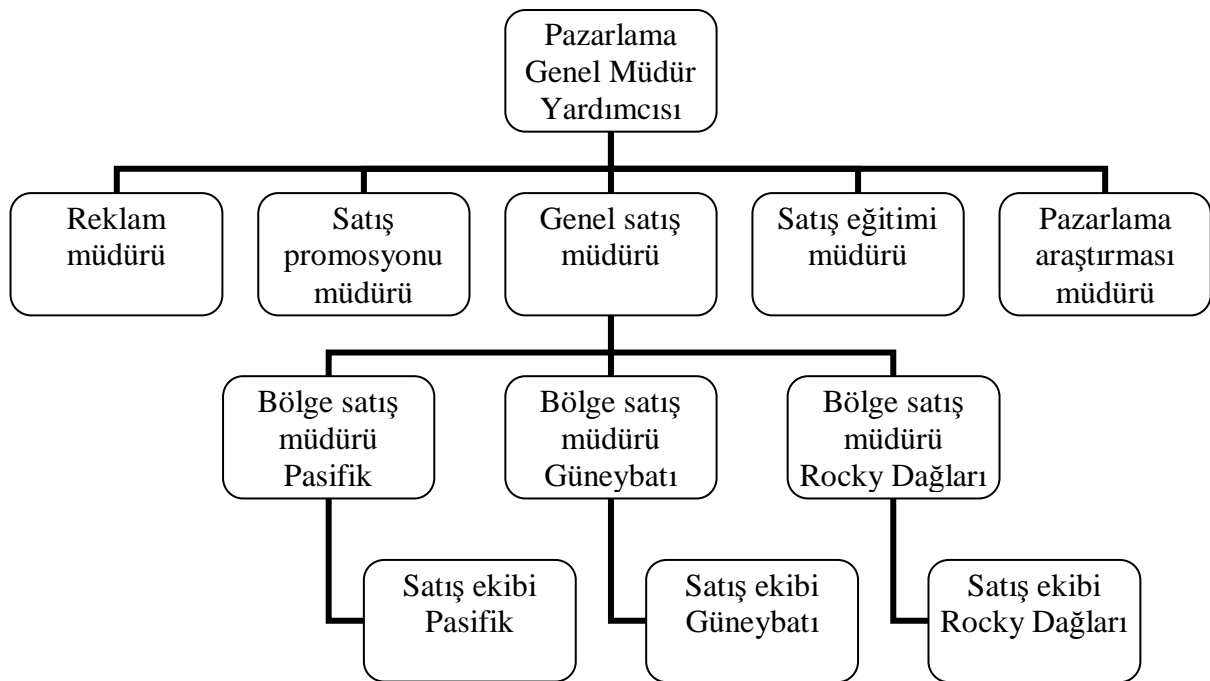 Pazarlama
Genel Müdür
Yardımcısı
Reklam
müdürü
Satış
promosyonu
müdürü
Genel satış
müdürü
Satış eğitimi
müdürü
Pazarlama
araştırması
müdürü
Bölge satış
müdürü
Pasifik
Bölge satış
müdürü
Güneybatı
Bölge satış
müdürü
Rocky Dağları
Satış ekibi
Pasifik
Satış ekibi
Güneybatı
Satış ekibi
Rocky Dağları